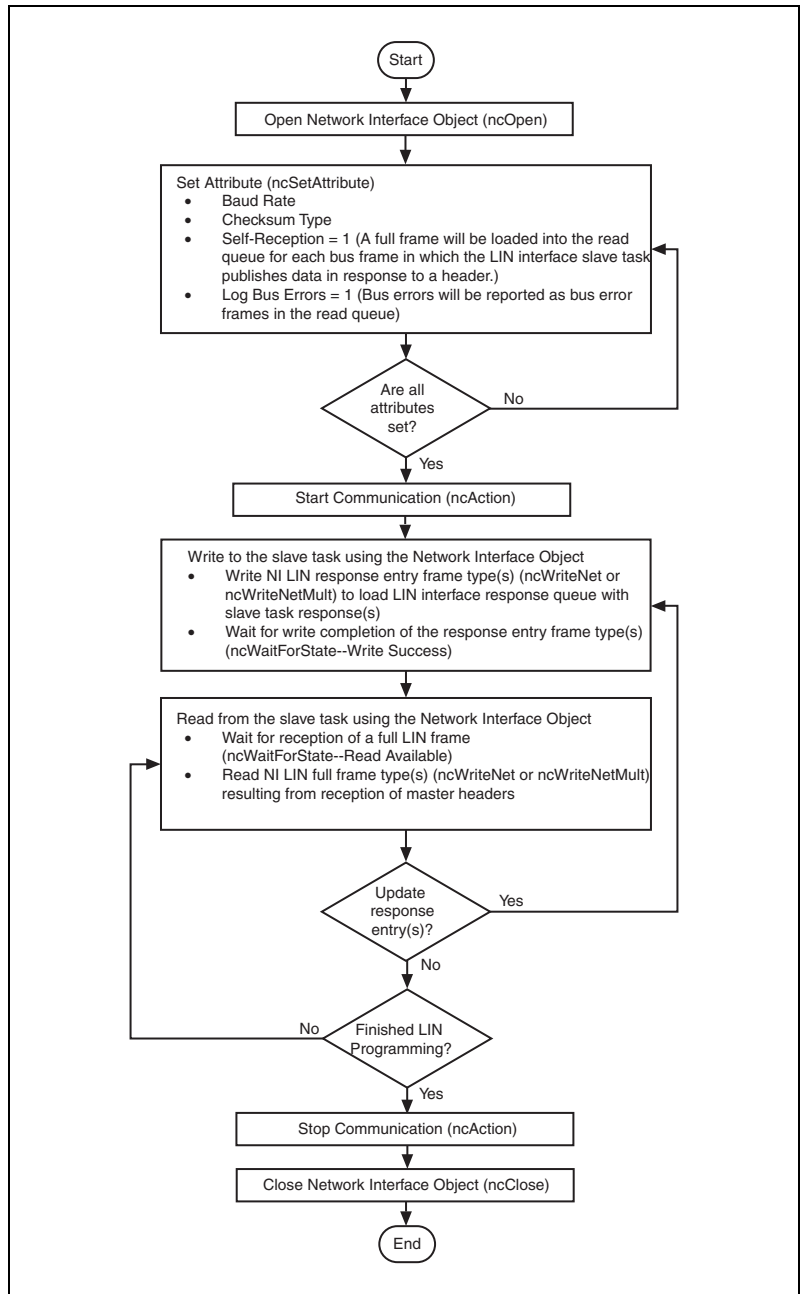 Start
Open Network Interface Object (ncOpen)
Set Attribute (ncSetAttribute)
• Baud Rate
• Checksum Type
• Self-Reception = 1 (A full frame will be loaded into the read
queue for each bus frame in which the LIN interface slave task
publishes data in response to a header.)
• Log Bus Errors = 1 (Bus errors will be reported as bus error
frames in the read queue)
Are all
attributes
set?
No
Yes
Start Communication (ncAction)
Write to the slave task using the Network Interface Object
• Write NI LIN response entry frame type(s) (ncWriteNet or
ncWriteNetMult) to load LIN interface response queue with
slave task response(s)
• Wait for write completion of the response entry frame type(s)
(ncWaitForState--Write Success)
Read from the slave task using the Network Interface Object
• Wait for reception of a full LIN frame
(ncWaitForState--Read Available)
• Read NI LIN full frame type(s) (ncWriteNet or ncWriteNetMult)
resulting from reception of master headers
Update
response
entry(s)?
Yes
No
Finished LIN
Programming?
No
Yes
Stop Communication (ncAction)
Close Network Interface Object (ncClose)
End